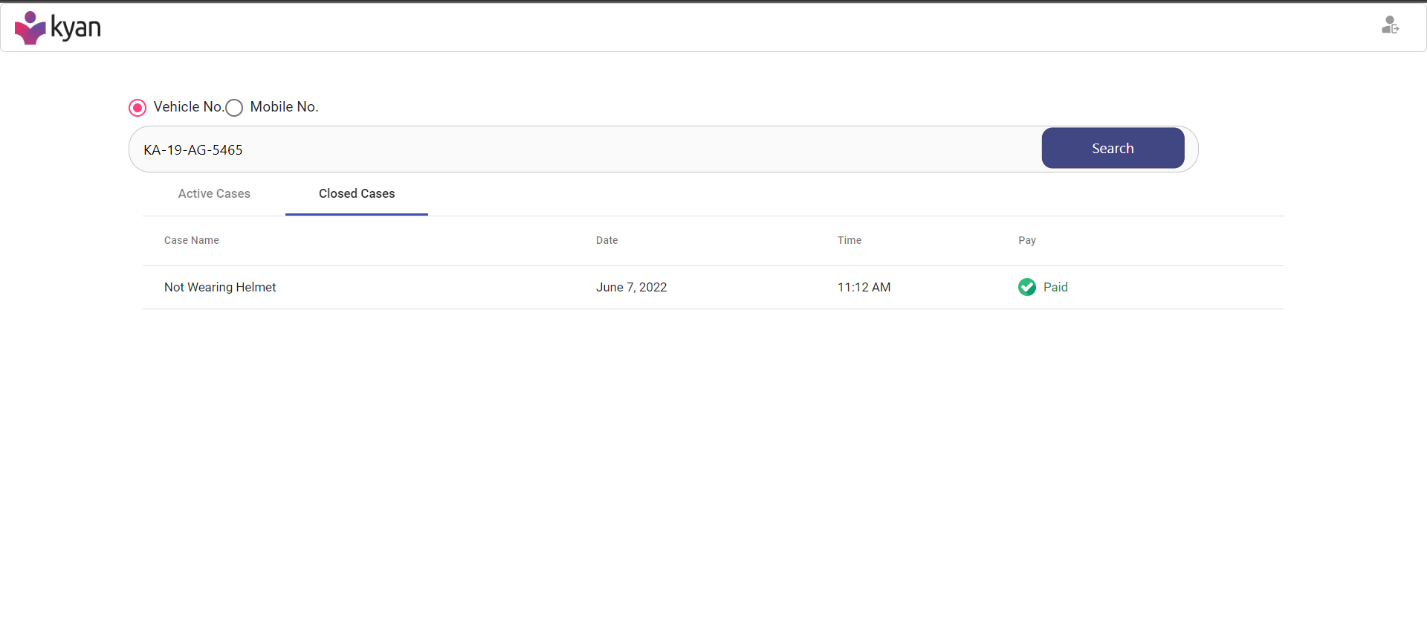 kyan
Vehicle No. Mobile No.
KA-19-AG-5465 Search
Active Cases Closed Cases
Case Name Date Time Pay
Not Wearing Helmet June 7, 2022 11:12 AM Paid